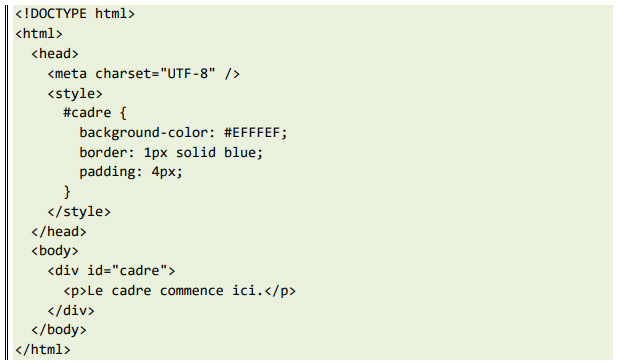 <!DOCTYPE html>
<html>
  <head>
    <meta charset="UTF-8" />
    <style>
      #cadre {
        background-color: #EFFFEF;
        border: 1px solid blue;
        padding: 4px;
      }
    </style>
  </head>
  <body>
    <div id="cadre">
      <p>Le cadre commence ici.</p>
    </div>
  </body>
</html>